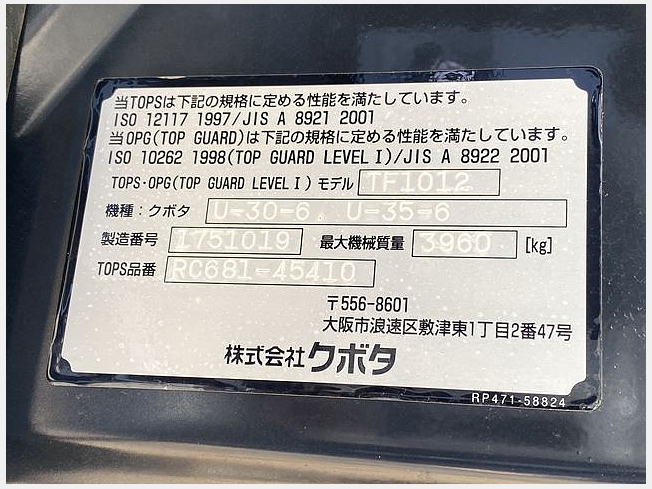 当TOPSは下記の規格に定める性能を満たしています。
ISO 12117 1997/JIS A 8921 2001
当OPG(TOP GUARD)は下記の規格に定める性能を満たしています。
ISO 10262 1998(TOP GUARD LEVEL I)/JIS A 8922 2001
TOPS・OPG(TOP GUARD LEVEL I) モデル TF1012
機種：クボタ U-30-6、U-35-6
製造番号 1751019 最大機械質量 3960 [kg]
TOPS品番 RC681-45410
〒556-8601
大阪市浪速区敷津東1丁目2番47号
株式会社クボタ
RP471-58824